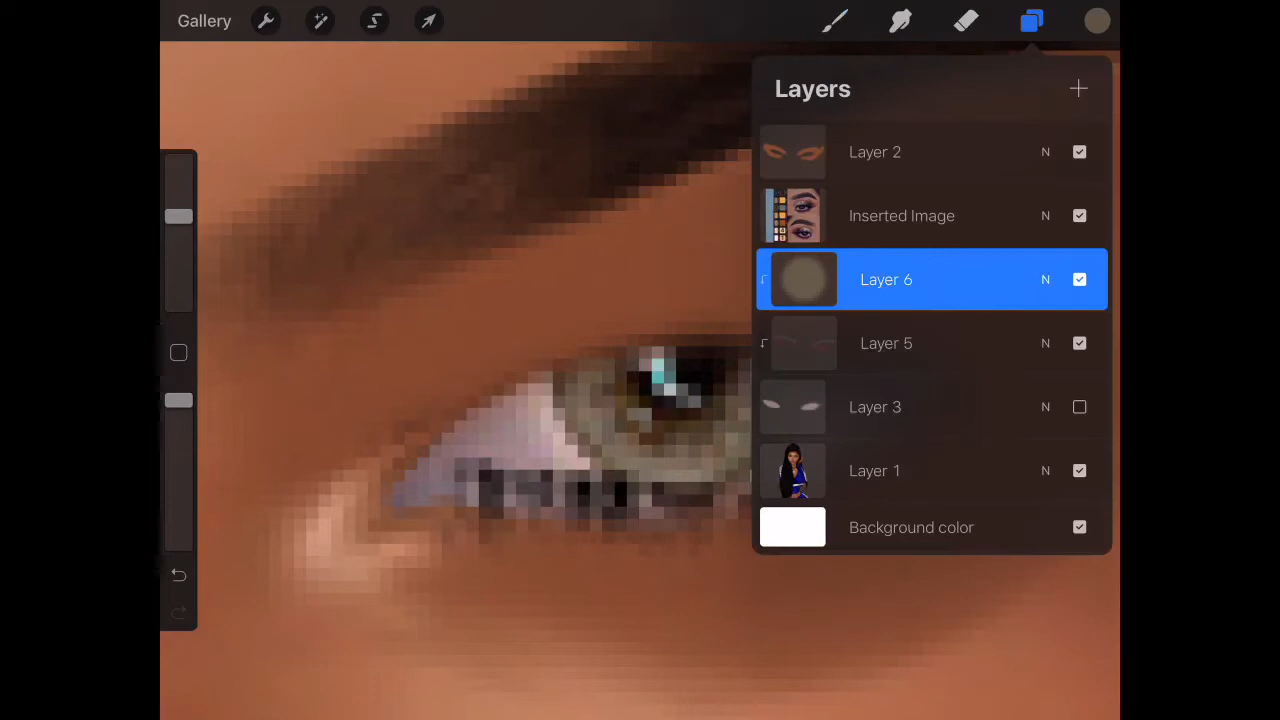 Gallery
Layers
Layer 2 N
Inserted Image N
Layer 6 N
Layer 5 N
Layer 3 N
Layer 1 N
Background color